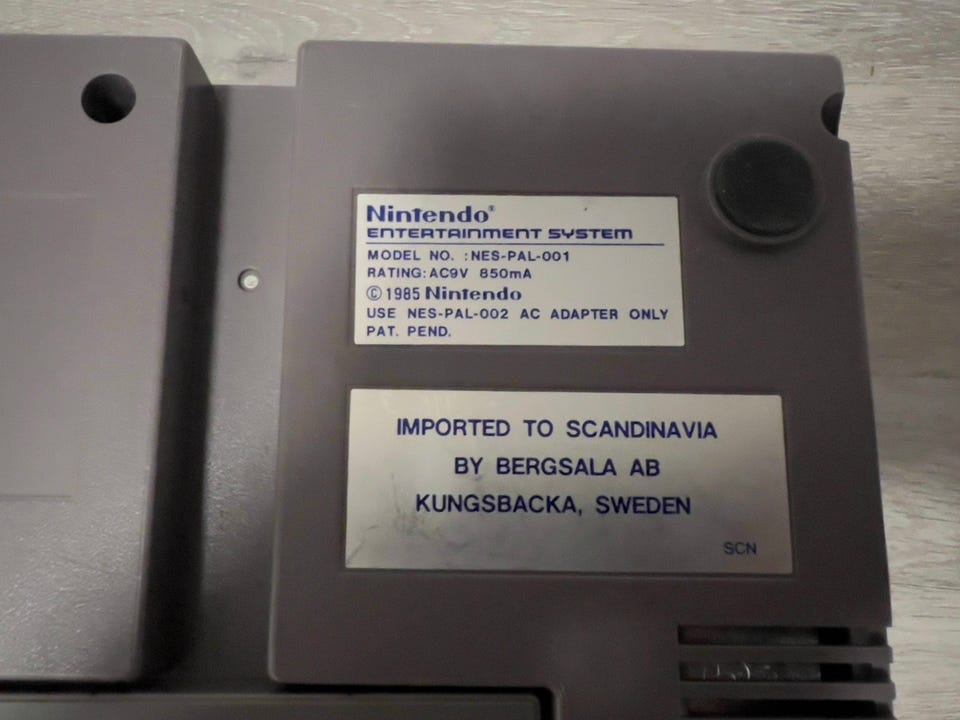 Nintendo®
ENTERTAINMENT SYSTEM
MODEL NO. :NES-PAL-001
RATING:AC9V 850mA
© 1985 Nintendo
USE NES-PAL-002 AC ADAPTER ONLY
PAT. PEND.
IMPORTED TO SCANDINAVIA
BY BERGSALA AB
KUNGSBACKA, SWEDEN
SCN